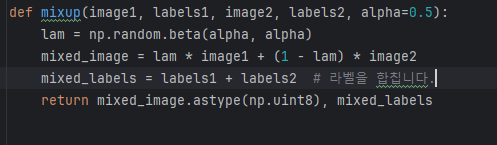 def mixup(image1, labels1, image2, labels2, alpha=0.5):
    lam = np.random.beta(alpha, alpha)
    mixed_image = lam * image1 + (1 - lam) * image2
    mixed_labels = labels1 + labels2  # 라벨을 합칩니다.
    return mixed_image.astype(np.uint8), mixed_labels